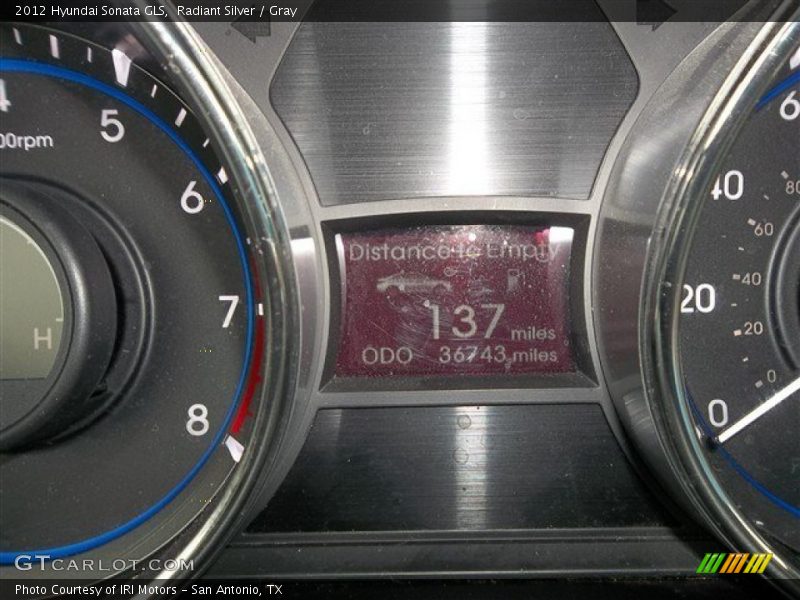 2012 Hyundai Sonata GLS, Radiant Silver / Gray
5
00rpm
6
7
8
H
Distance to Empty
137 miles
ODO 36743 miles
60
40
80
60
20
40
20
0
0
GTCARLOT.COM
Photo Courtesy of IRI Motors - San Antonio, TX